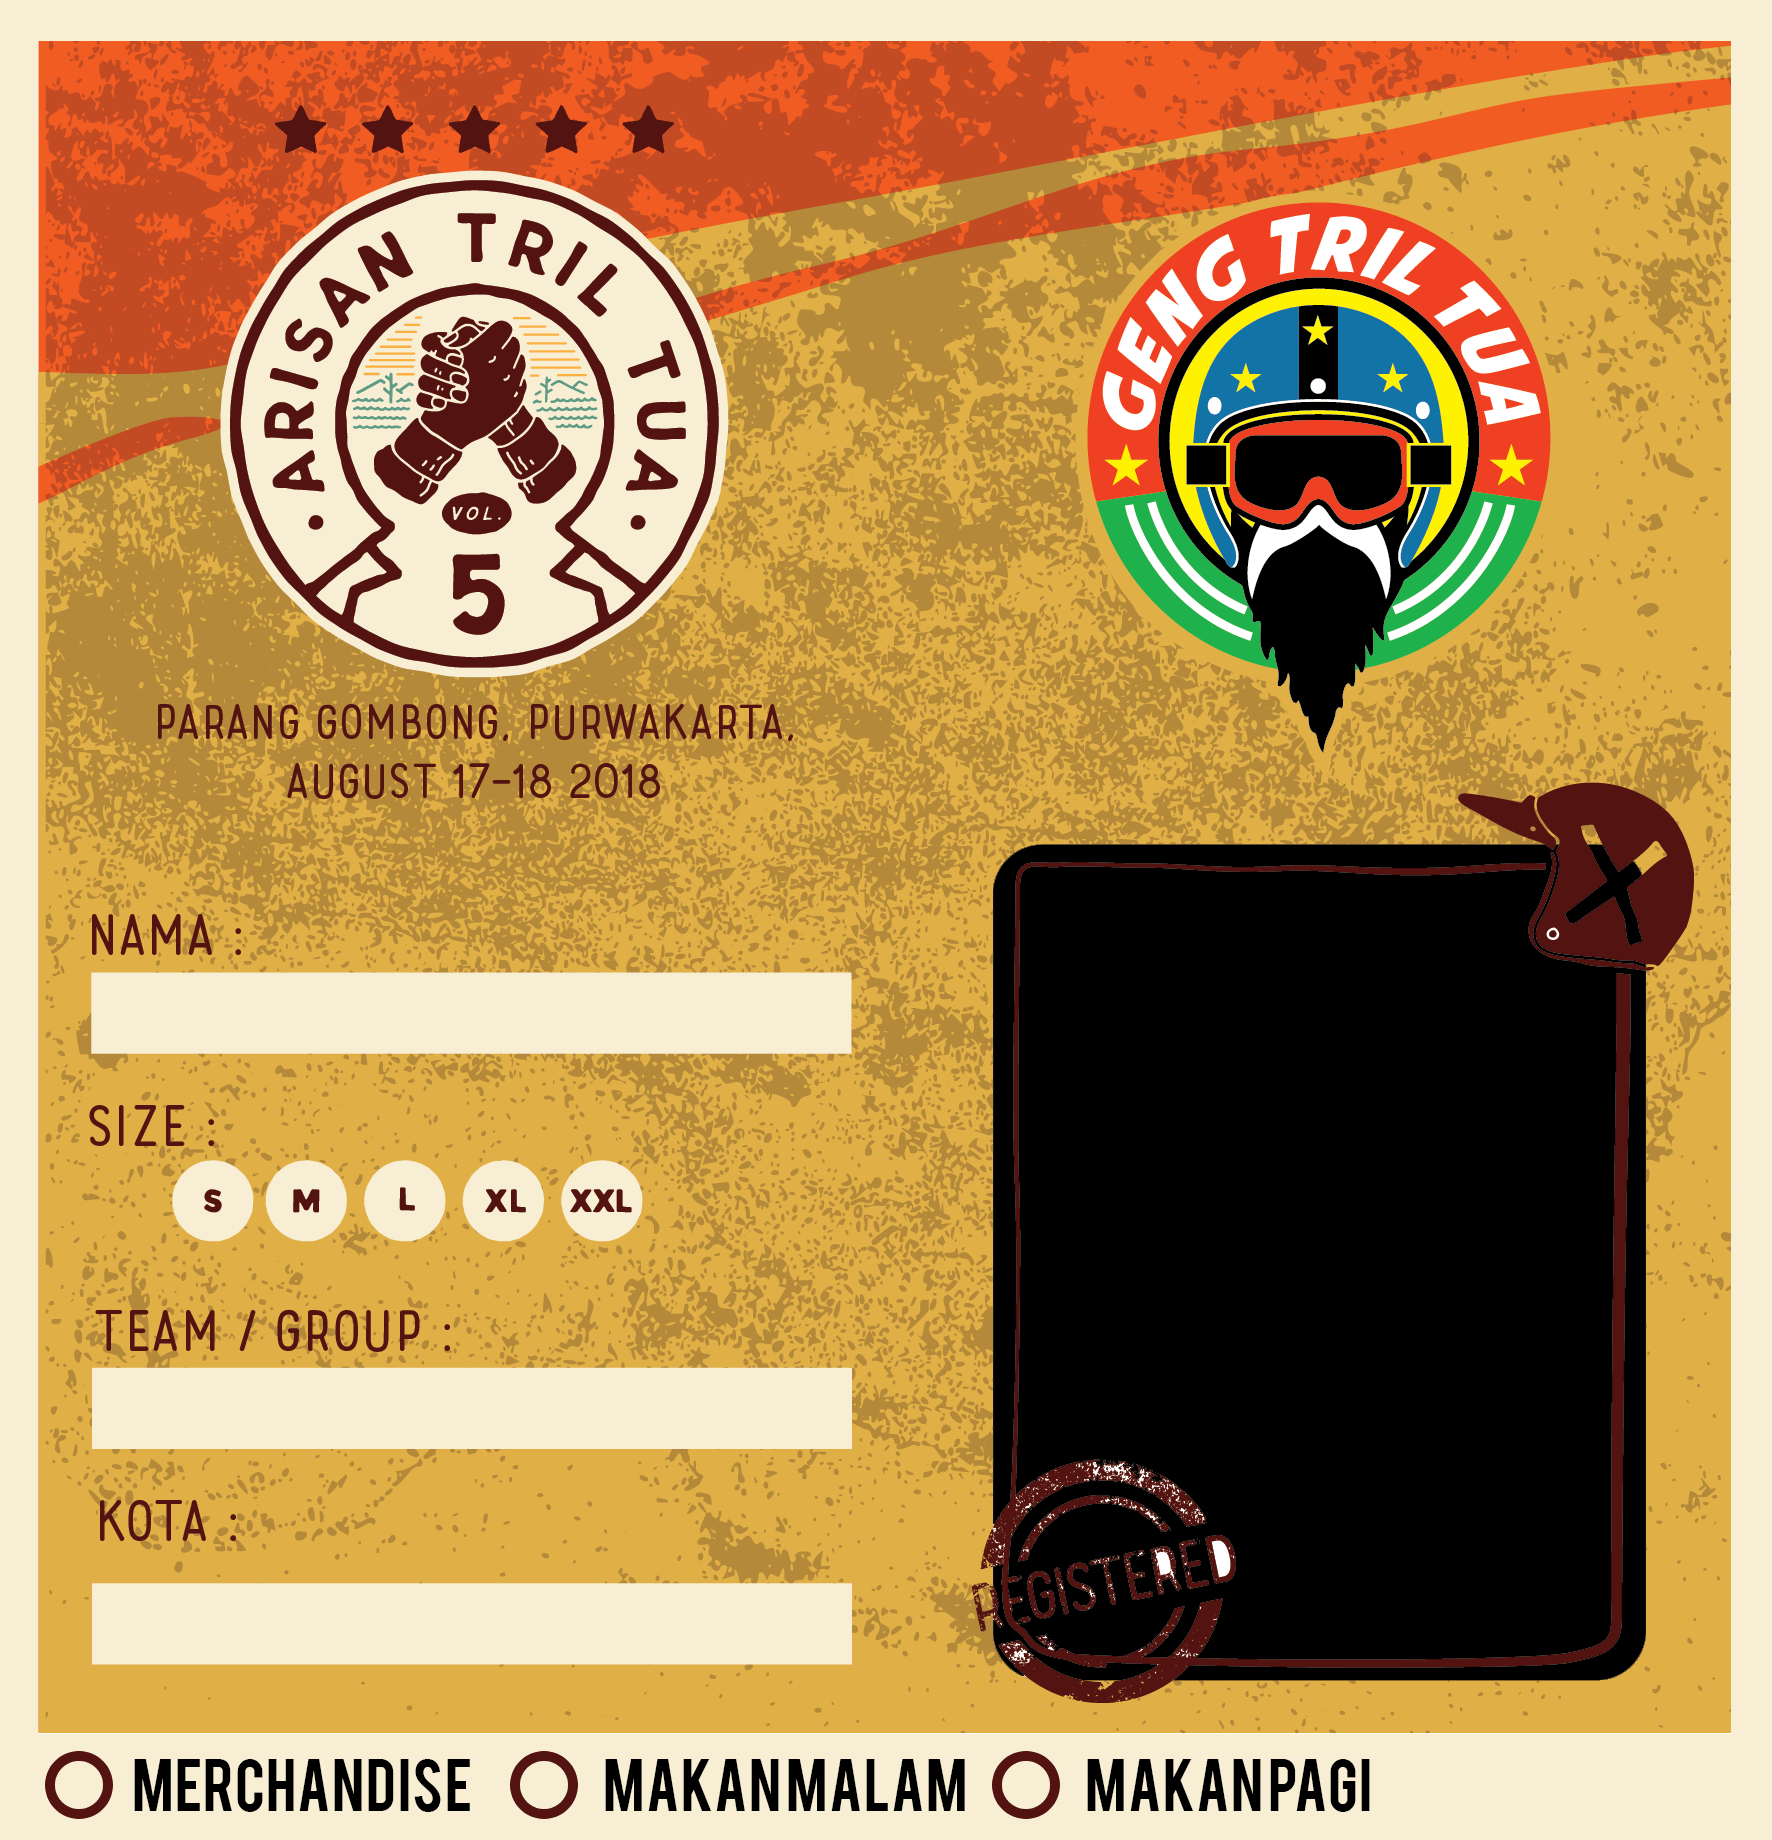 ARISAN TRIL TUA
VOL.
5
GENG TRIL TUA
PARANG GOMBONG, PURWAKARTA,
AUGUST 17-18 2018
NAMA :
SIZE :
S M L XL XXL
TEAM / GROUP :
KOTA :
REGISTERED
MERCHANDISE MAKANMALAM MAKANPAGI